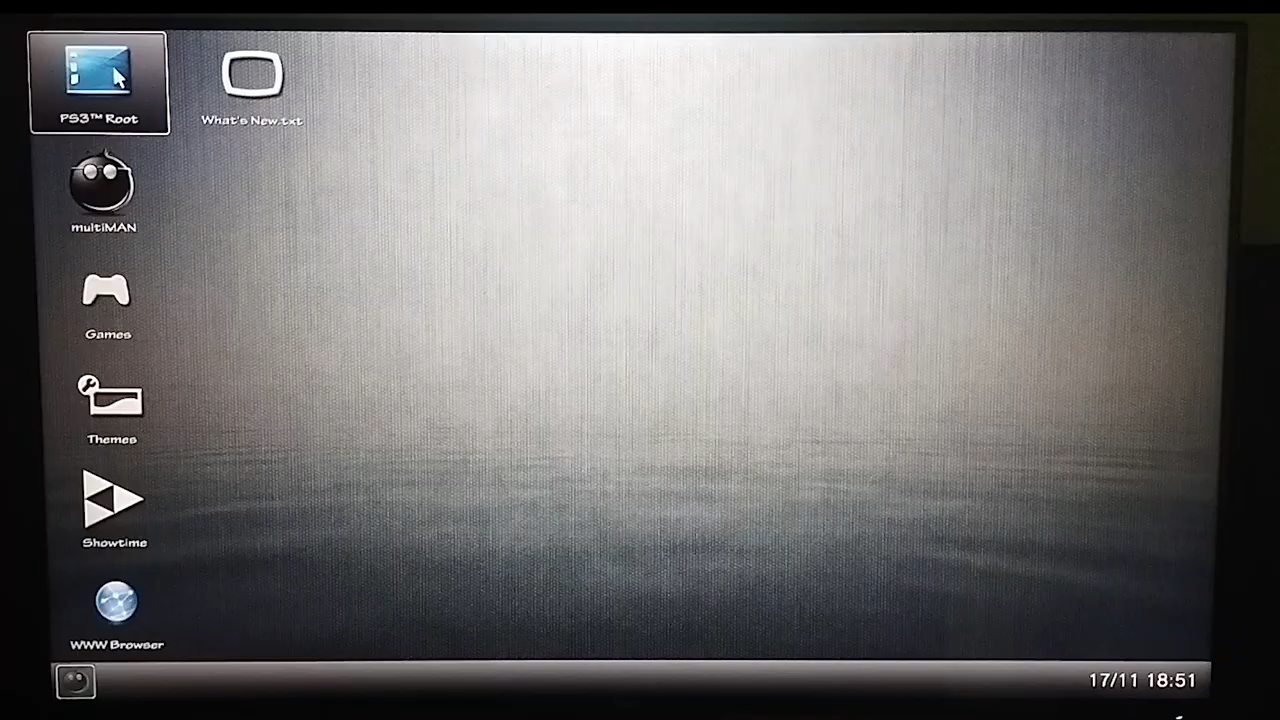 PS3™ Root
What's New.txt
multiMAN
Games
Themes
Showtime
WWW Browser
17/11 18:51